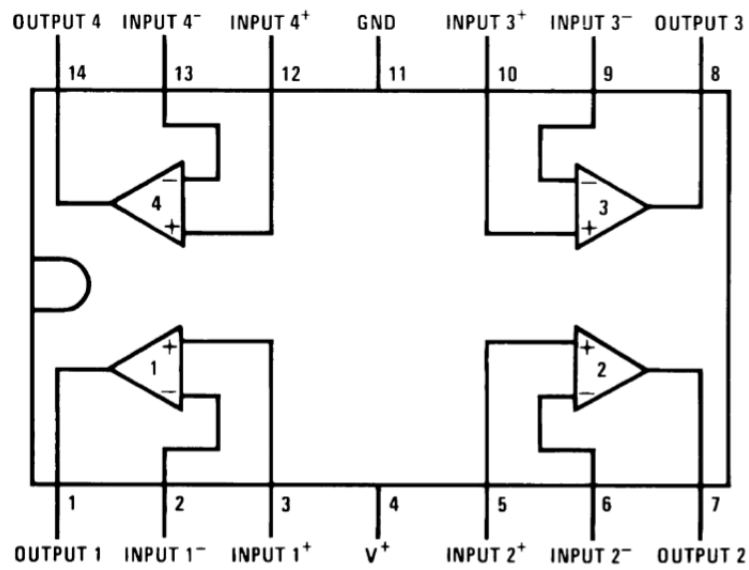 OUTPUT 4 INPUT 4⁻ INPUT 4⁺ GND INPUT 3⁺ INPUT 3⁻ OUTPUT 3
14 13 12 11 10 9 8
− −
4 3
+ +
+ +
1 2
− −
1 2 3 4 5 6 7
OUTPUT 1 INPUT 1⁻ INPUT 1⁺ V⁺ INPUT 2⁺ INPUT 2⁻ OUTPUT 2